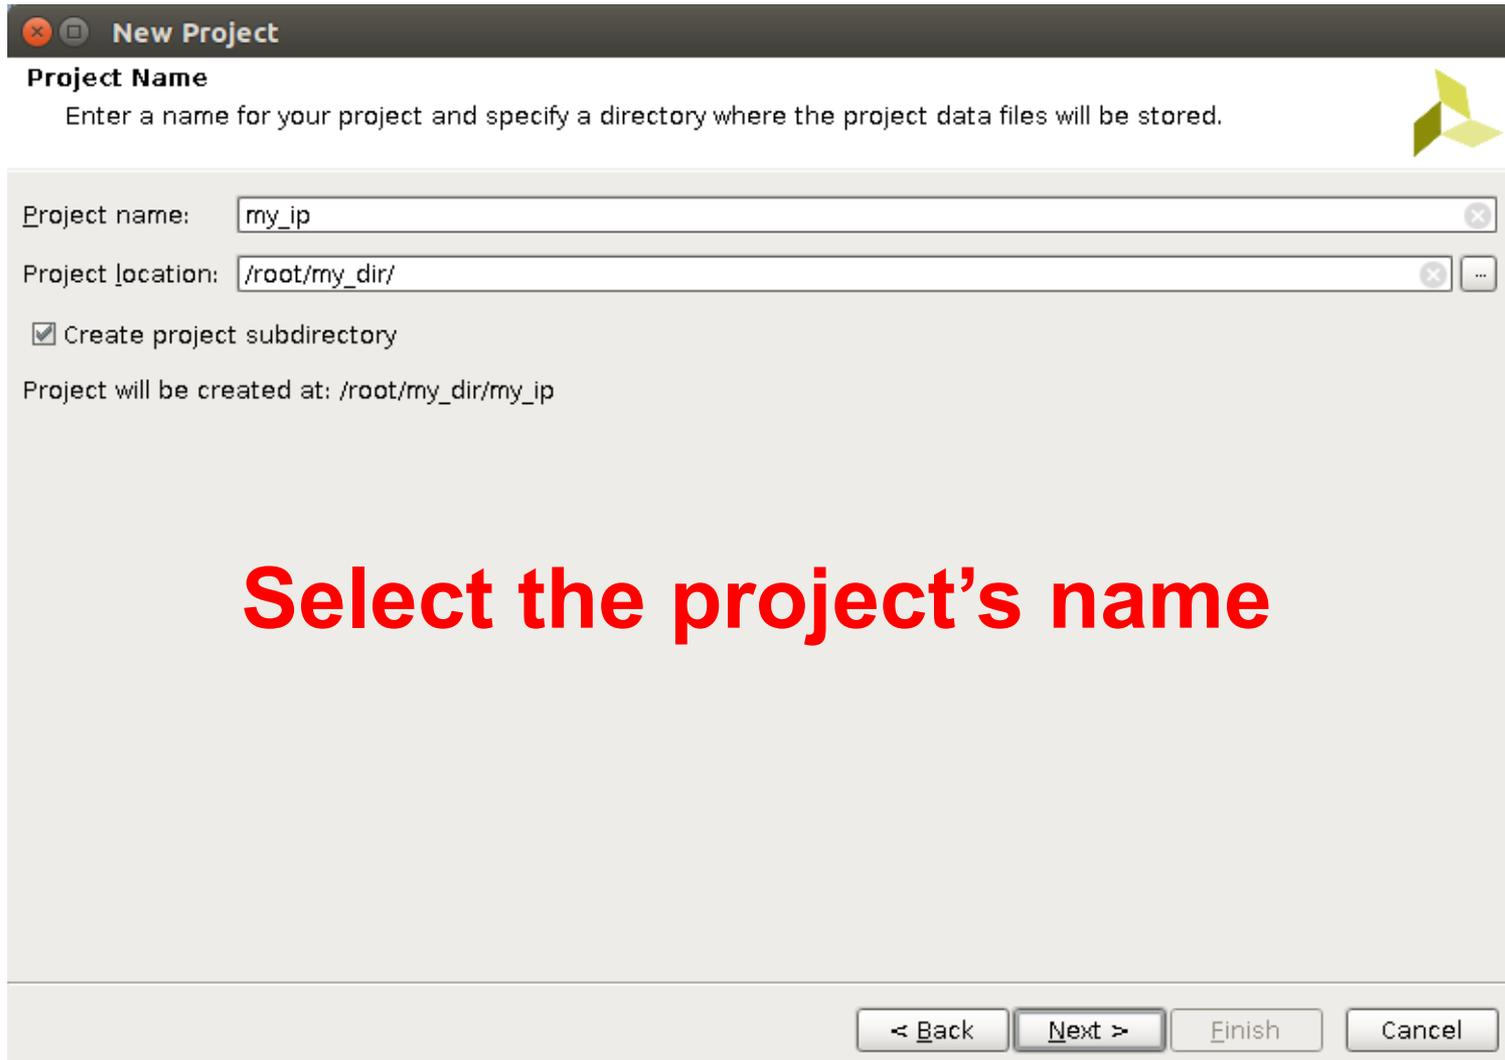 New Project
Project Name
Enter a name for your project and specify a directory where the project data files will be stored.
Project name: my_ip
Project location: /root/my_dir/ ...
Create project subdirectory
Project will be created at: /root/my_dir/my_ip
Select the project’s name
< Back Next > Finish Cancel